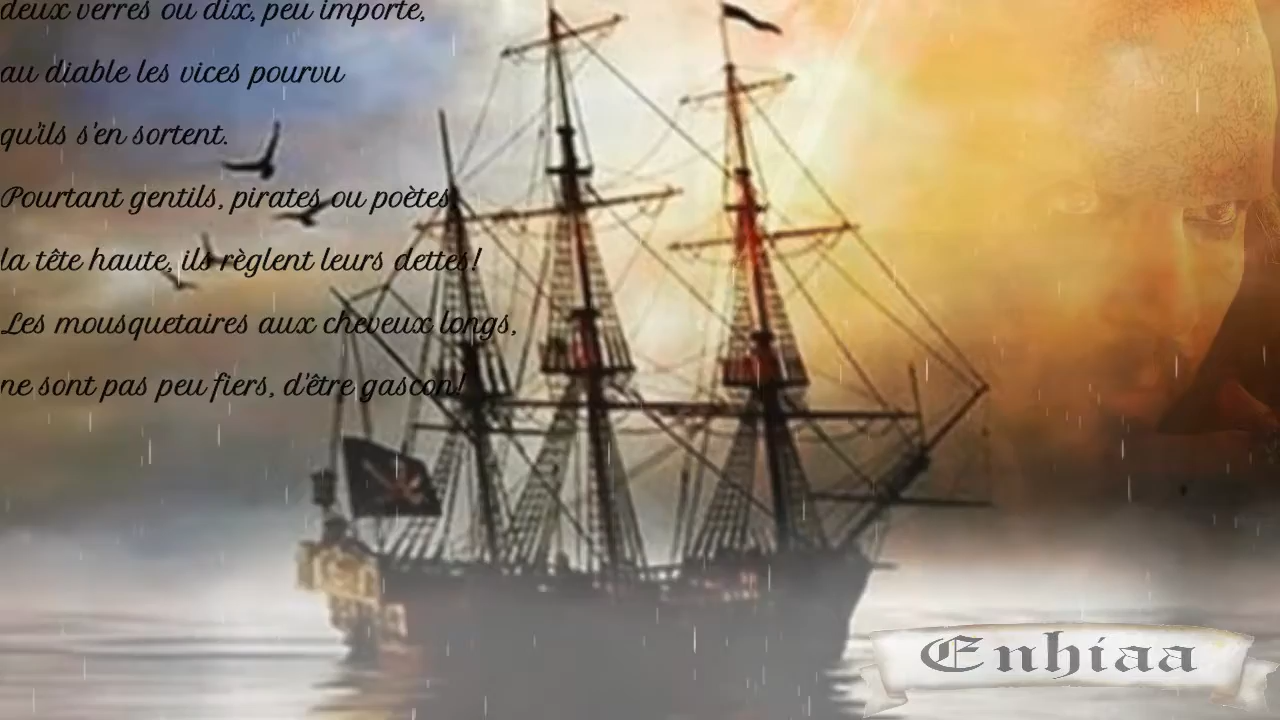 deux verres ou dix, peu importe,
au diable les vices pourvu
qu'ils s'en sortent.
Pourtant gentils, pirates ou poètes,
la tête haute, ils règlent leurs dettes!
Les mousquetaires aux cheveux longs,
ne sont pas peu fiers, d'être gascon!
Enhiaa